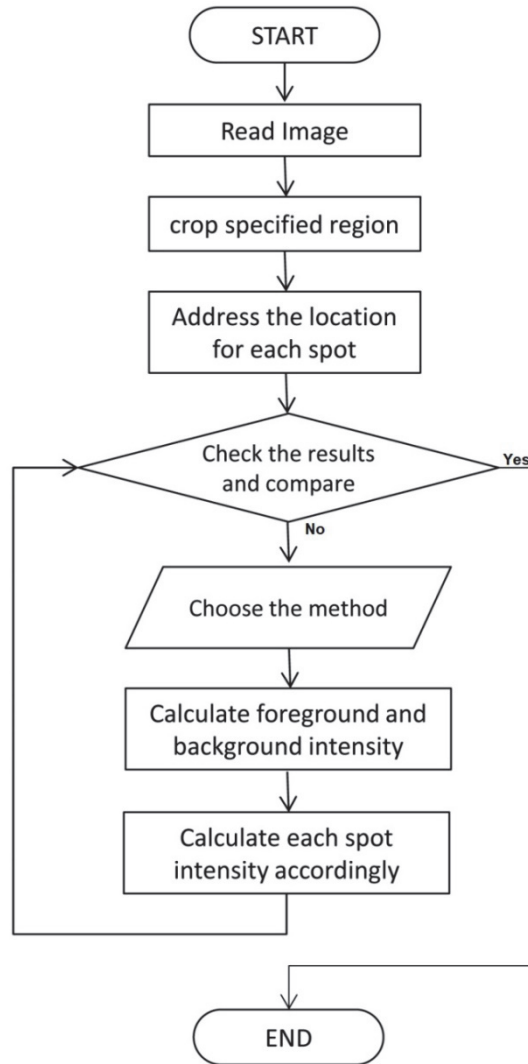 START
Read Image
crop specified region
Address the location
for each spot
Check the results
and compare
Yes
No
Choose the method
Calculate foreground and
background intensity
Calculate each spot
intensity accordingly
END